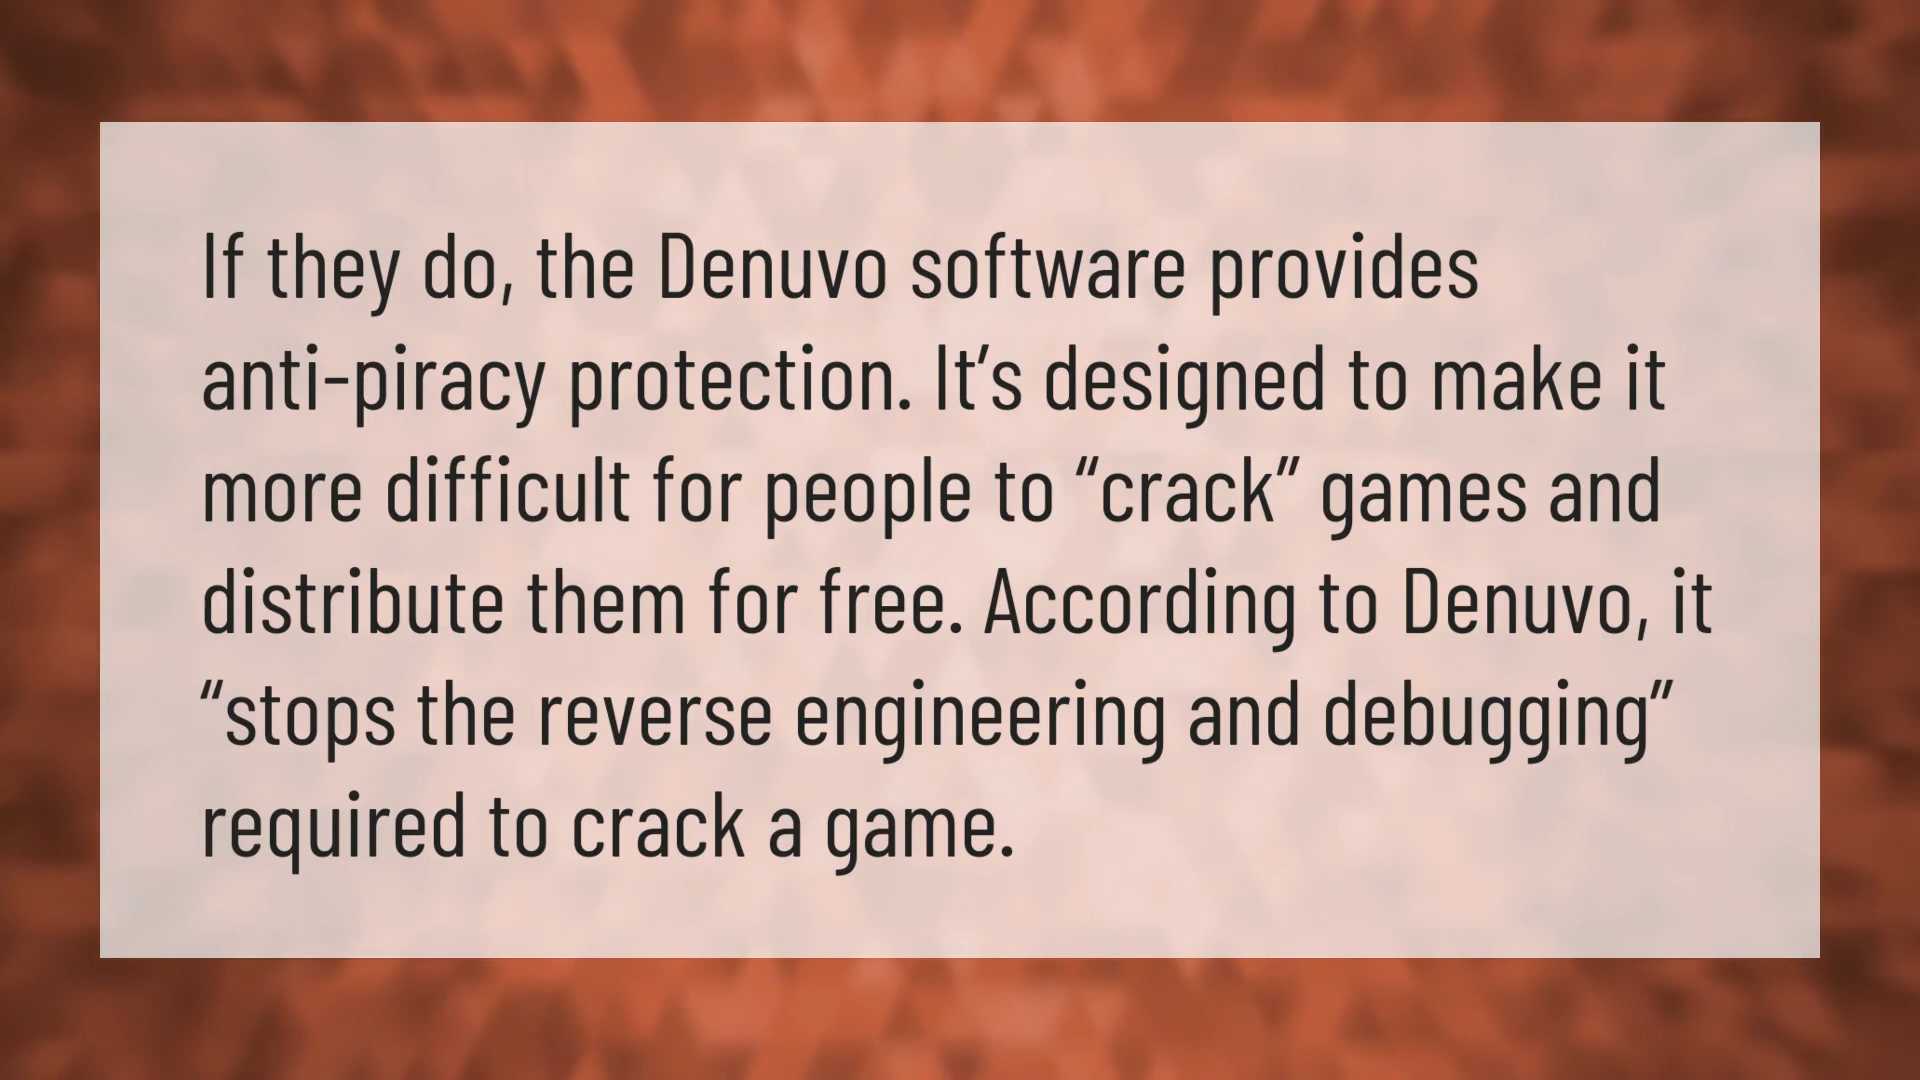 If they do, the Denuvo software provides
anti-piracy protection. It’s designed to make it
more difficult for people to “crack” games and
distribute them for free. According to Denuvo, it
“stops the reverse engineering and debugging”
required to crack a game.